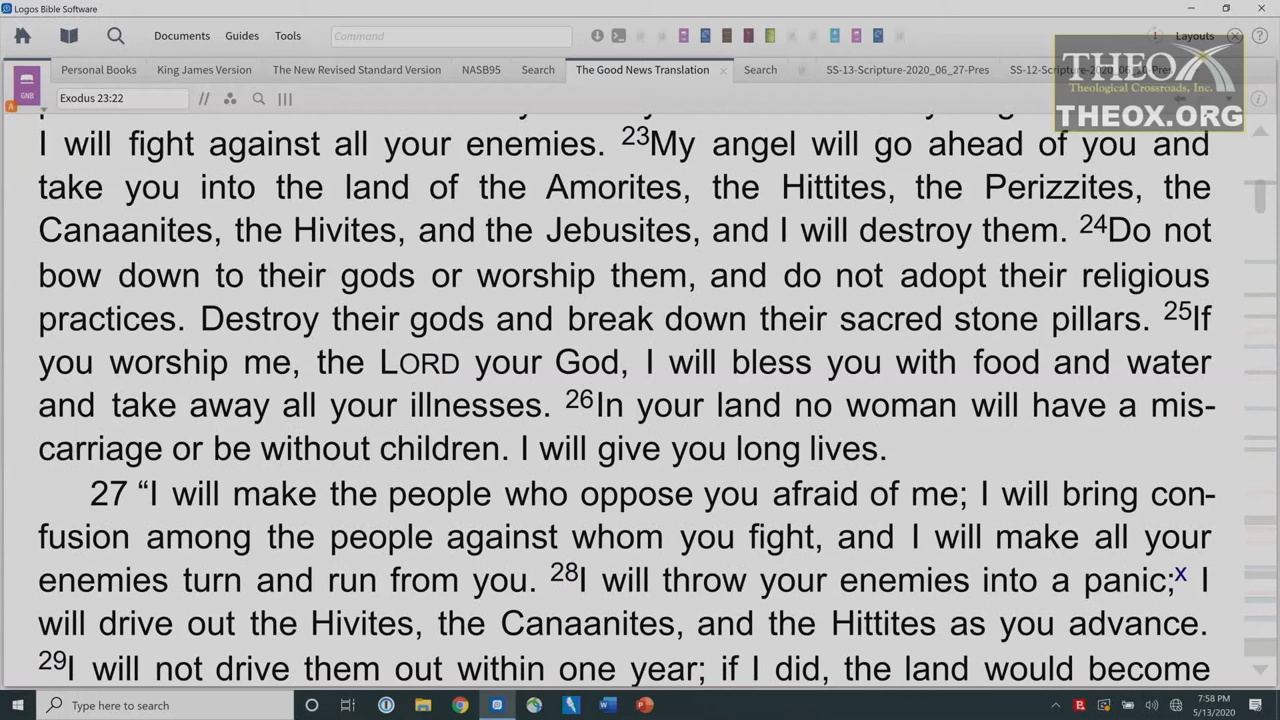 Logos Bible Software
Documents Guides Tools Command Layouts
Personal Books King James Version The New Revised Standard NASB95 Search The Good News Translation Search SS-13-Scripture-2020_06_27-Pres
GNB
A
Exodus 23:22
THEOX
Theological Crossroads, Inc.
THEOX.ORG
I will fight against all your enemies. 23My angel will go ahead of you and
take you into the land of the Amorites, the Hittites, the Perizzites, the
Canaanites, the Hivites, and the Jebusites, and I will destroy them. 24Do not
bow down to their gods or worship them, and do not adopt their religious
practices. Destroy their gods and break down their sacred stone pillars. 25If
you worship me, the LORD your God, I will bless you with food and water
and take away all your illnesses. 26In your land no woman will have a mis-
carriage or be without children. I will give you long lives.
27 “I will make the people who oppose you afraid of me; I will bring con-
fusion among the people against whom you fight, and I will make all your
enemies turn and run from you. 28I will throw your enemies into a panic;x I
will drive out the Hivites, the Canaanites, and the Hittites as you advance.
29I will not drive them out within one year; if I did, the land would become
Type here to search
7:58 PM
5/13/2020